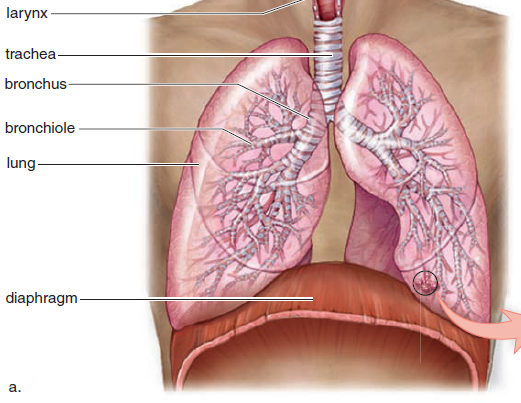 larynx
trachea
bronchus
bronchiole
lung
diaphragm
a.